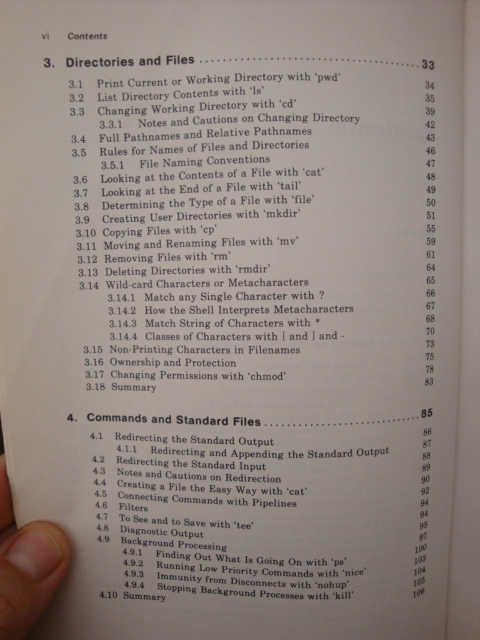 vi Contents
3. Directories and Files ........................................ 33
3.1 Print Current or Working Directory with 'pwd' 34
3.2 List Directory Contents with 'ls' 35
3.3 Changing Working Directory with 'cd' 39
3.3.1 Notes and Cautions on Changing Directory 42
3.4 Full Pathnames and Relative Pathnames 43
3.5 Rules for Names of Files and Directories 46
3.5.1 File Naming Conventions 47
3.6 Looking at the Contents of a File with 'cat' 48
3.7 Looking at the End of a File with 'tail' 49
3.8 Determining the Type of a File with 'file' 50
3.9 Creating User Directories with 'mkdir' 51
3.10 Copying Files with 'cp' 55
3.11 Moving and Renaming Files with 'mv' 59
3.12 Removing Files with 'rm' 61
3.13 Deleting Directories with 'rmdir' 64
3.14 Wild-card Characters or Metacharacters 65
3.14.1 Match any Single Character with ? 66
3.14.2 How the Shell Interprets Metacharacters 67
3.14.3 Match String of Characters with * 68
3.14.4 Classes of Characters with [ and ] and - 70
3.15 Non-Printing Characters in Filenames 73
3.16 Ownership and Protection 75
3.17 Changing Permissions with 'chmod' 78
3.18 Summary 83
4. Commands and Standard Files ............................ 85
4.1 Redirecting the Standard Output 86
4.1.1 Redirecting and Appending the Standard Output 87
4.2 Redirecting the Standard Input 88
4.3 Notes and Cautions on Redirection 89
4.4 Creating a File the Easy Way with 'cat' 90
4.5 Connecting Commands with Pipelines 92
4.6 Filters 94
4.7 To See and to Save with 'tee' 94
4.8 Diagnostic Output 95
4.9 Background Processing 97
4.9.1 Finding Out What Is Going On with 'ps' 100
4.9.2 Running Low Priority Commands with 'nice' 103
4.9.3 Immunity from Disconnects with 'nohup' 104
4.9.4 Stopping Background Processes with 'kill' 105
4.10 Summary 106